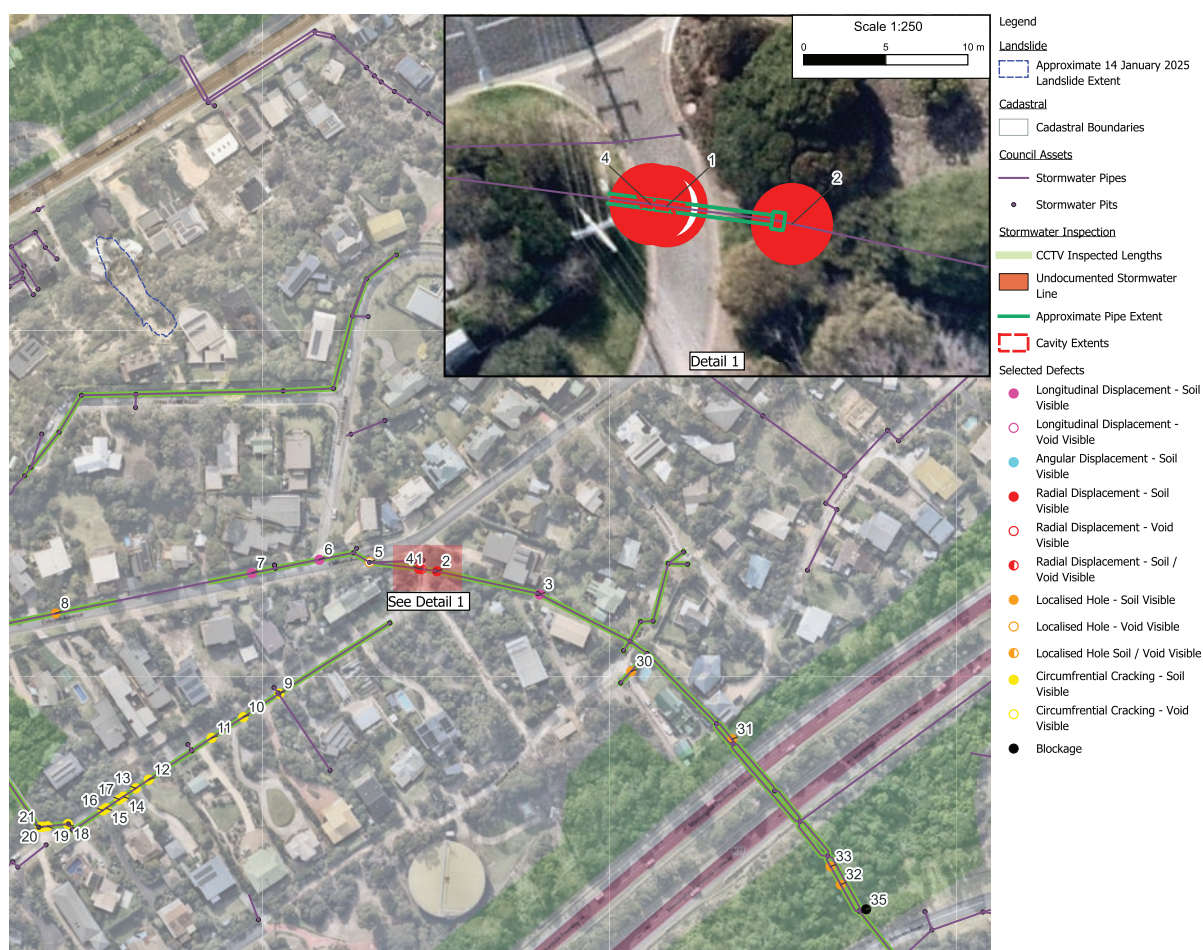 Scale 1:250
0 5 10 m
4
1
2
Detail 1
6
7
5
4
1
2
3
8
See Detail 1
30
9
10
31
11
12
13
17
14
16
15
21
20
19
18
33
32
35
Legend
Landslide
Approximate 14 January 2025
Landslide Extent
Cadastral
Cadastral Boundaries
Council Assets
Stormwater Pipes
Stormwater Pits
Stormwater Inspection
CCTV Inspected Lengths
Undocumented Stormwater
Line
Approximate Pipe Extent
Cavity Extents
Selected Defects
Longitudinal Displacement - Soil
Visible
Longitudinal Displacement -
Void Visible
Angular Displacement - Soil
Visible
Radial Displacement - Soil
Visible
Radial Displacement - Void
Visible
Radial Displacement - Soil /
Void Visible
Localised Hole - Soil Visible
Localised Hole - Void Visible
Localised Hole Soil / Void Visible
Circumfrential Cracking - Soil
Visible
Circumfrential Cracking - Void
Visible
Blockage